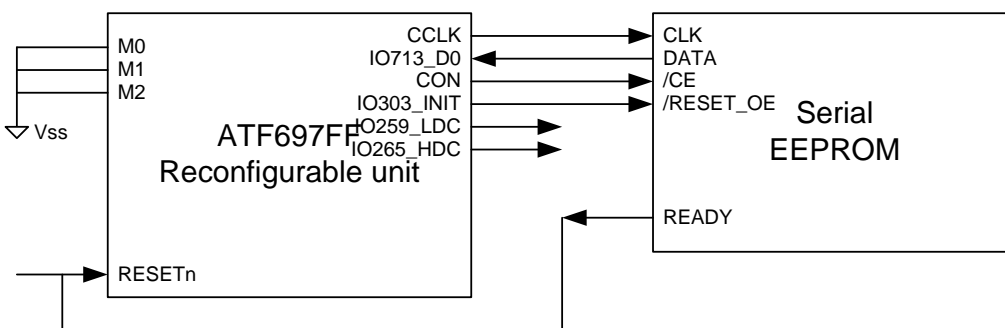 M0
M1
M2
Vss
ATF697FF
Reconfigurable unit
CCLK
IO713_D0
CON
IO303_INIT
IO259_LDC
IO265_HDC
RESETn
CLK
DATA
/CE
/RESET_OE
Serial
EEPROM
READY